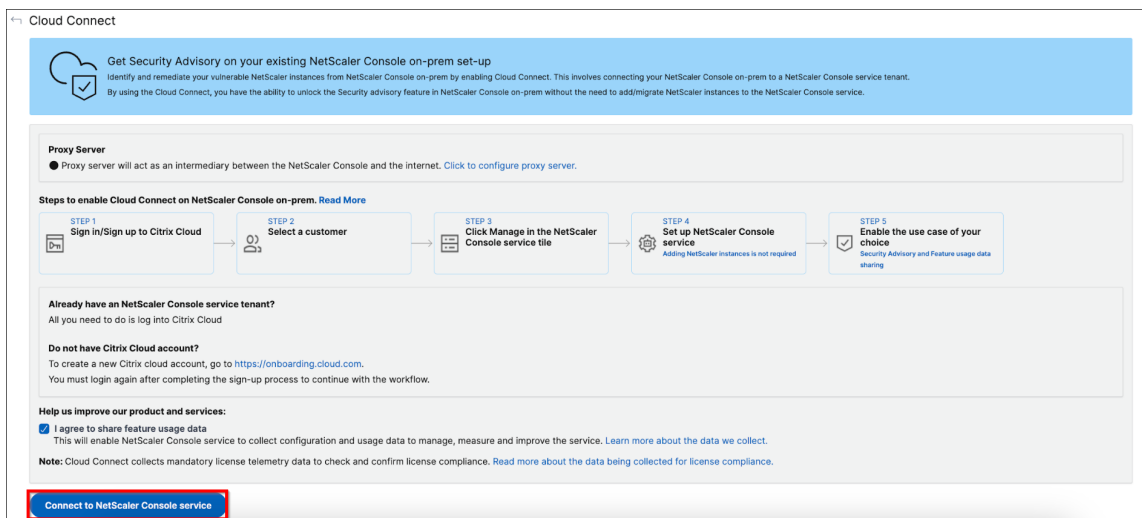 Cloud Connect
Get Security Advisory on your existing NetScaler Console on-prem set-up
Identify and remediate your vulnerable NetScaler instances from NetScaler Console on-prem by enabling Cloud Connect. This involves connecting your NetScaler Console on-prem to a NetScaler Console service tenant.
By using the Cloud Connect, you have the ability to unlock the Security advisory feature in NetScaler Console on-prem without the need to add/migrate NetScaler instances to the NetScaler Console service.
Proxy Server
Proxy server will act as an intermediary between the NetScaler Console and the internet. Click to configure proxy server.
Steps to enable Cloud Connect on NetScaler Console on-prem. Read More
STEP 1
Sign in/Sign up to Citrix Cloud
STEP 2
Select a customer
STEP 3
Click Manage in the NetScaler
Console service tile
STEP 4
Set up NetScaler Console
service
Adding NetScaler instances is not required
STEP 5
Enable the use case of your
choice
Security Advisory and Feature usage data
sharing
Already have an NetScaler Console service tenant?
All you need to do is log into Citrix Cloud
Do not have Citrix Cloud account?
To create a new Citrix cloud account, go to https://onboarding.cloud.com.
You must login again after completing the sign-up process to continue with the workflow.
Help us improve our product and services:
I agree to share feature usage data
This will enable NetScaler Console service to collect configuration and usage data to manage, measure and improve the service. Learn more about the data we collect.
Note: Cloud Connect collects mandatory license telemetry data to check and confirm license compliance. Read more about the data being collected for license compliance.
Connect to NetScaler Console service